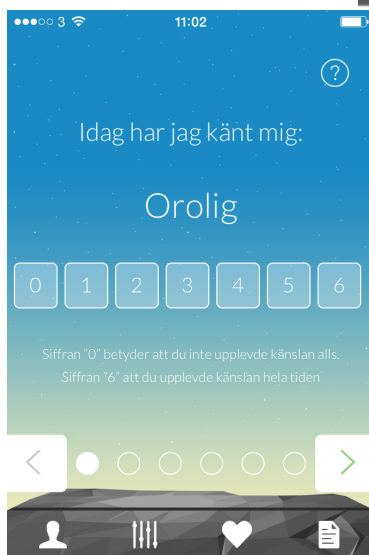 3 11:02
?
Idag har jag känt mig:
Orolig
0 1 2 3 4 5 6
Siffran "0" betyder att du inte upplevde känslan alls.
Siffran "6" att du upplevde känslan hela tiden